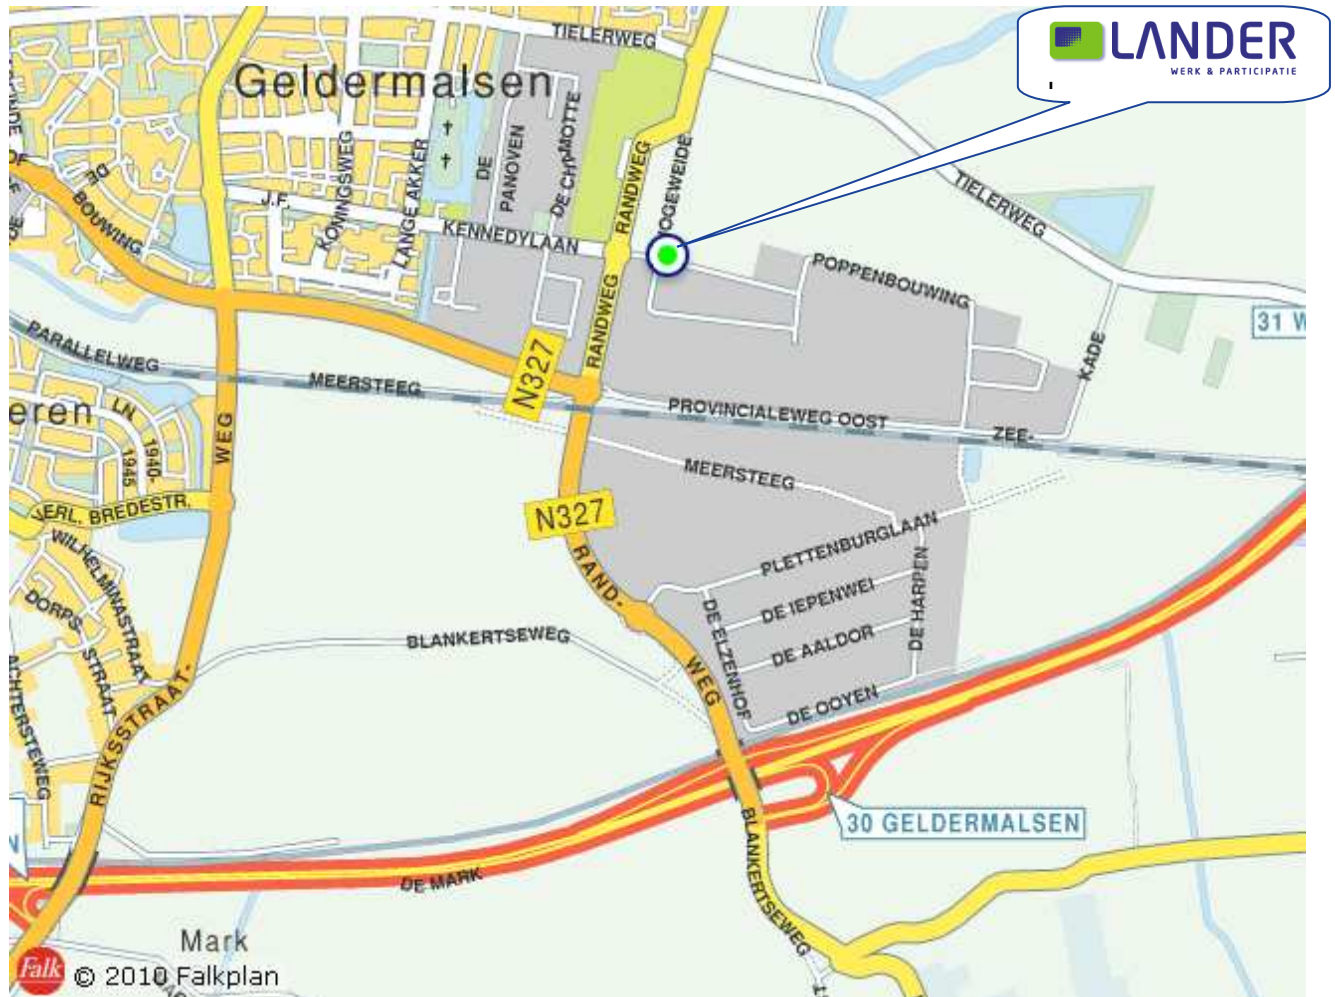 LANDER
WERK & PARTICIPATIE
TIELERWEG
Geldermalsen
DE CHAMOTTE
DE
PANOVEN
KONINGSWEG
LANGE AKKER
RANDWEG
DE
BOUWING
J.F.
KENNEDYLAAN
TIELERWEG
POPPENBOUWING
31 W
KADE
RANDWEG
N327
PARALLELWEG
MEERSTEEG
PROVINCIALEWEG OOST
ZEE-
eren
LN
1940-
1945
WEG
MEERSTEEG
VERL. BREDESTR.
N327
PLETTENBURGLAAN
WILHELMINASTRAAT
RAND-
DE IEPENWEI
DE HARPEN
DORPS
STRAAT
DE ELZENHOF
DE AALDOR
BLANKERTSEWEG
WEG
DE OOYEN
ACHTERSTEWEG
RIJKSSTRAAT-
30 GELDERMALSEN
N
DE MARK
BLANKERTSEWEG
Mark
Falk
© 2010 Falkplan